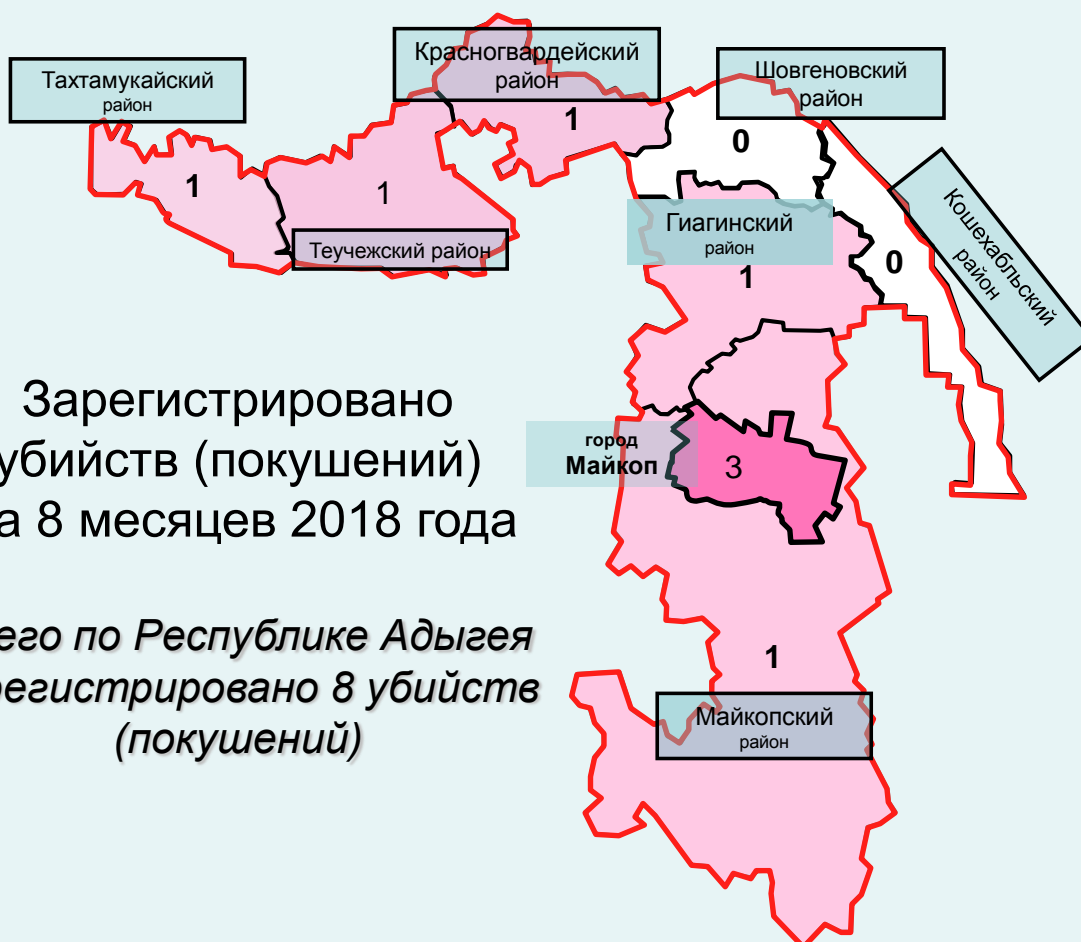 Красногвардейский
район
Тахтамукайский
район
Шовгеновский
район
1
0
1
1
Кошехабльский
район
Гиагинский
район
Теучежский район
0
1
Зарегистрировано
убийств (покушений)
а 8 месяцев 2018 года
город
Майкоп
3
его по Республике Адыгея
регистрировано 8 убийств
(покушений)
1
Майкопский
район